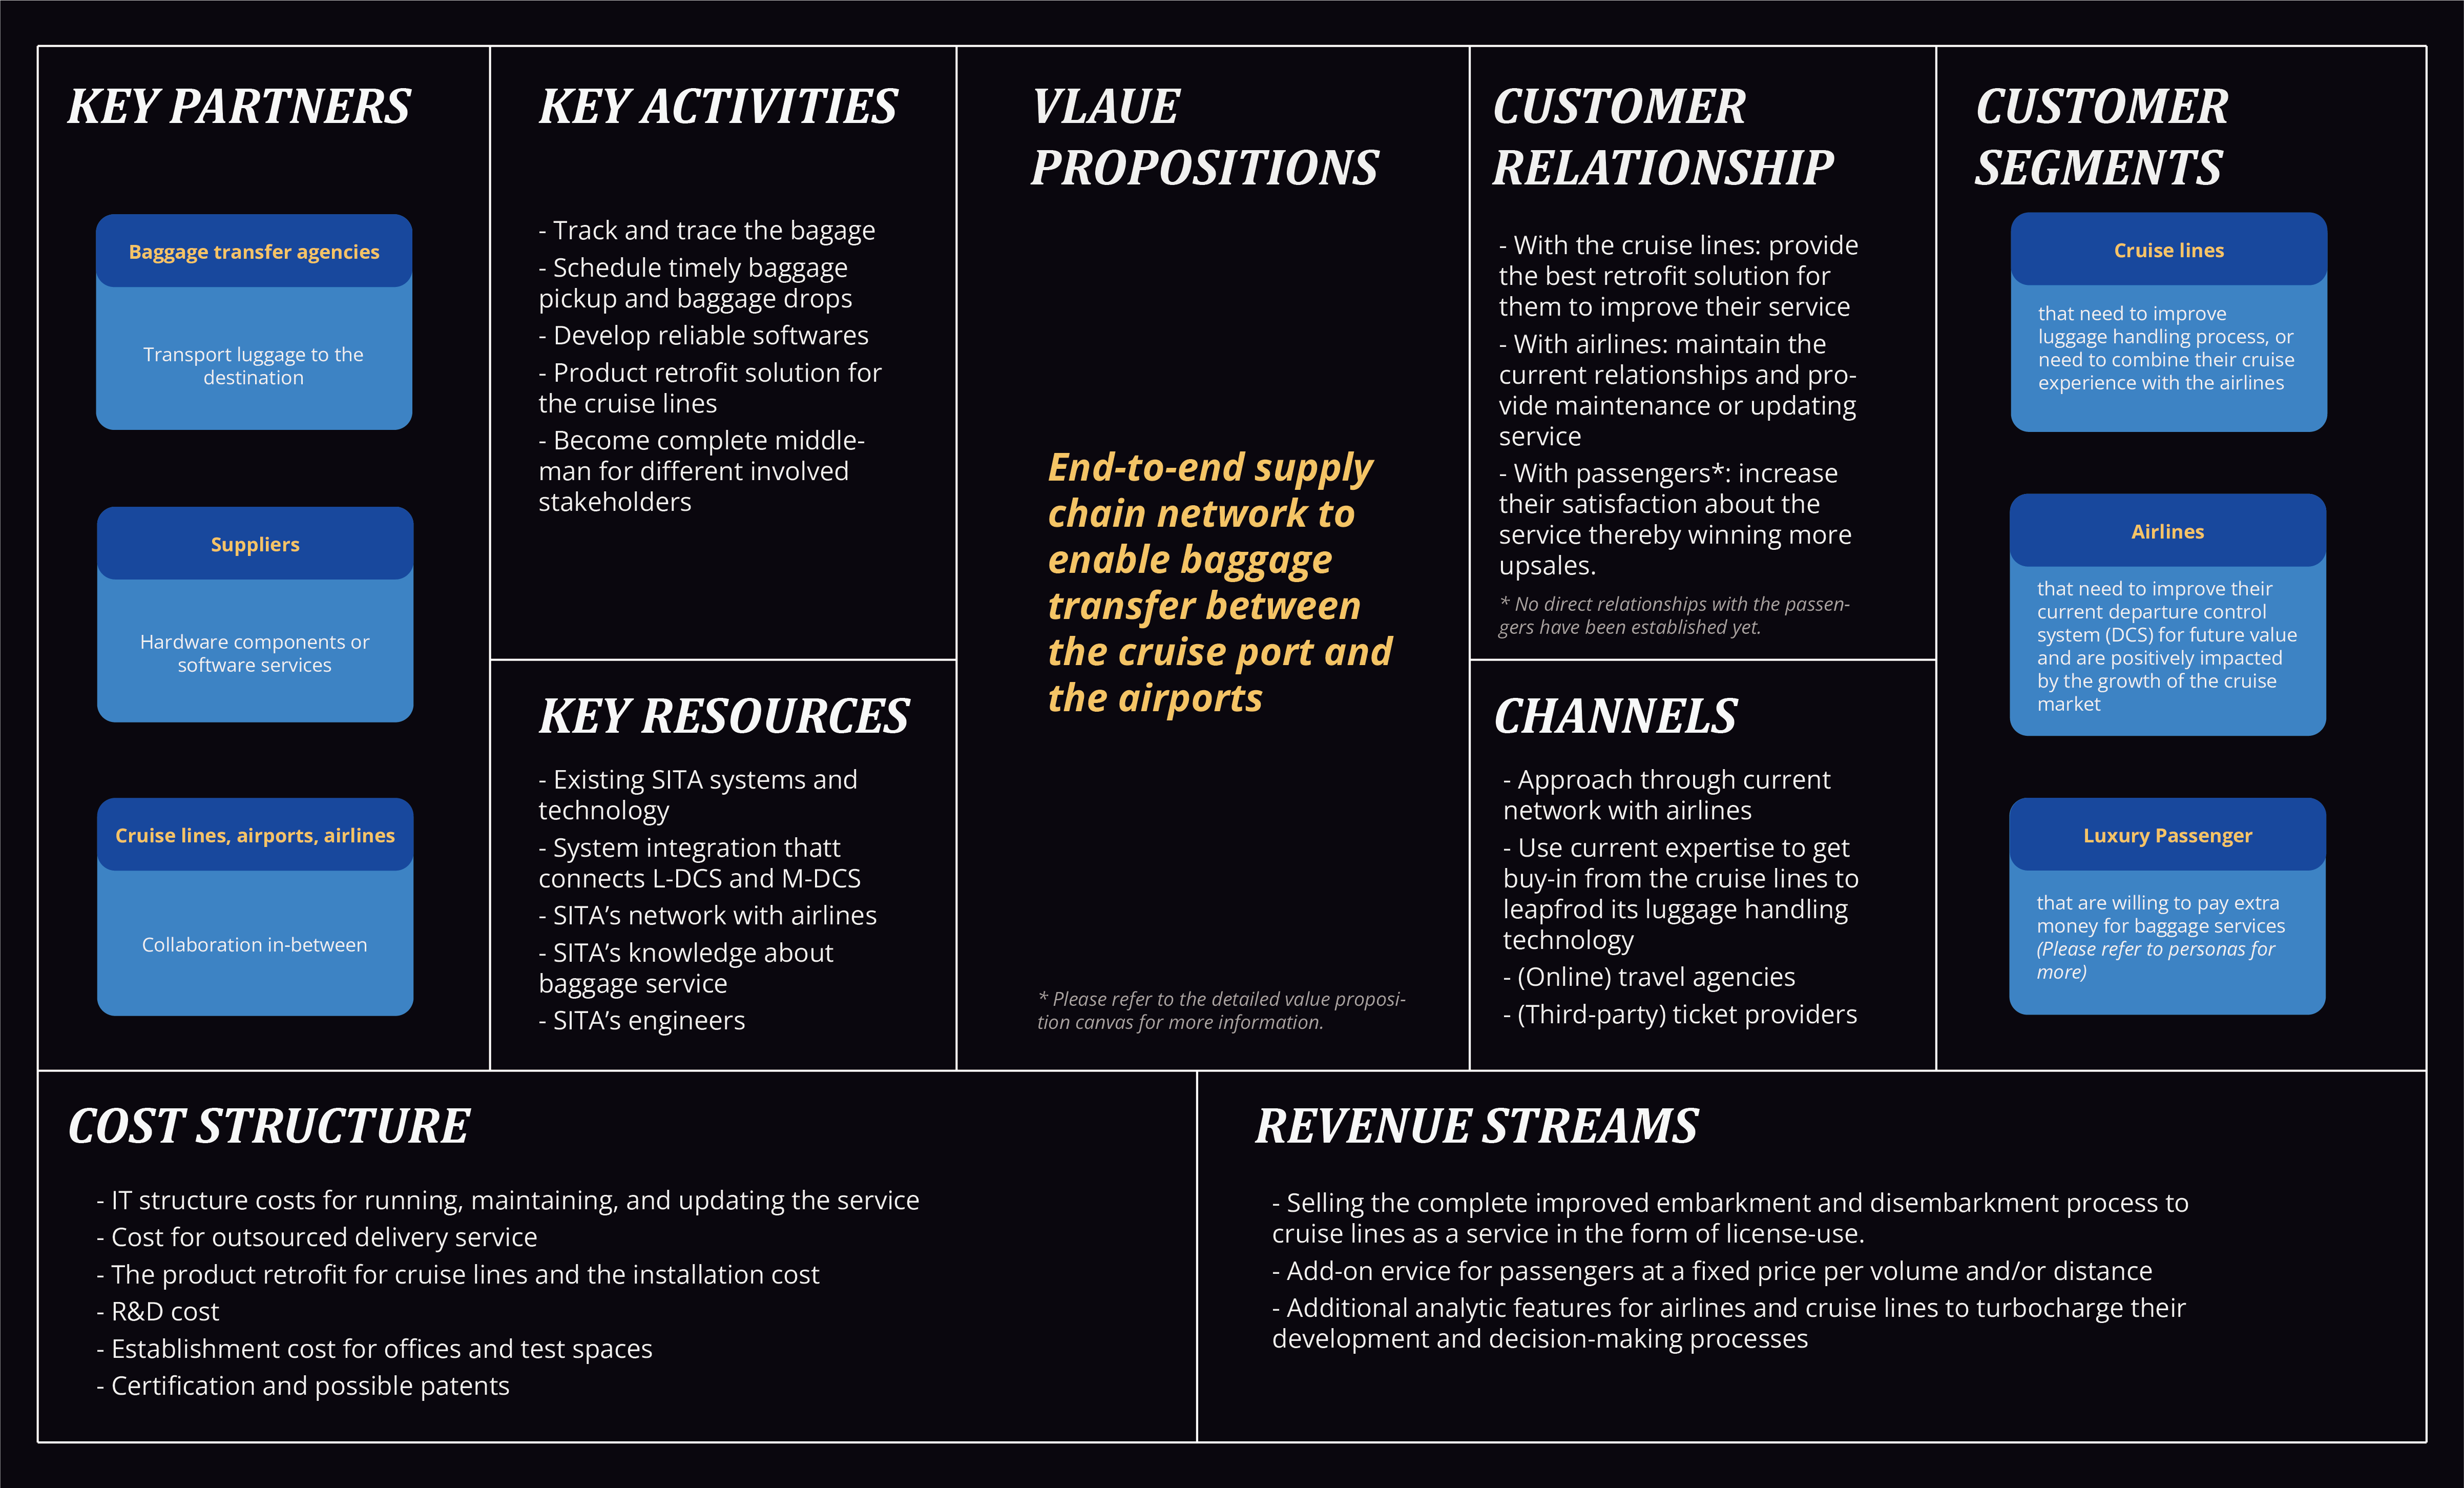 KEY PARTNERS
Baggage transfer agencies
Transport luggage to the
destination
Suppliers
Hardware components or
software services
Cruise lines, airports, airlines
Collaboration in-between
KEY ACTIVITIES
- Track and trace the bagage
- Schedule timely baggage
pickup and baggage drops
- Develop reliable softwares
- Product retrofit solution for
the cruise lines
- Become complete middle-
man for different involved
stakeholders
KEY RESOURCES
- Existing SITA systems and
technology
- System integration thatt
connects L-DCS and M-DCS
- SITA’s network with airlines
- SITA’s knowledge about
baggage service
- SITA’s engineers
VLAUE
PROPOSITIONS
End-to-end supply
chain network to
enable baggage
transfer between
the cruise port and
the airports
* Please refer to the detailed value proposi-
tion canvas for more information.
CUSTOMER
RELATIONSHIP
- With the cruise lines: provide
the best retrofit solution for
them to improve their service
- With airlines: maintain the
current relationships and pro-
vide maintenance or updating
service
- With passengers*: increase
their satisfaction about the
service thereby winning more
upsales.
* No direct relationships with the passen-
gers have been established yet.
CHANNELS
- Approach through current
network with airlines
- Use current expertise to get
buy-in from the cruise lines to
leapfrod its luggage handling
technology
- (Online) travel agencies
- (Third-party) ticket providers
CUSTOMER
SEGMENTS
Cruise lines
that need to improve
luggage handling process, or
need to combine their cruise
experience with the airlines
Airlines
that need to improve their
current departure control
system (DCS) for future value
and are positively impacted
by the growth of the cruise
market
Luxury Passenger
that are willing to pay extra
money for baggage services
(Please refer to personas for
more)
COST STRUCTURE
- IT structure costs for running, maintaining, and updating the service
- Cost for outsourced delivery service
- The product retrofit for cruise lines and the installation cost
- R&D cost
- Establishment cost for offices and test spaces
- Certification and possible patents
REVENUE STREAMS
- Selling the complete improved embarkment and disembarkment process to
cruise lines as a service in the form of license-use.
- Add-on ervice for passengers at a fixed price per volume and/or distance
- Additional analytic features for airlines and cruise lines to turbocharge their
development and decision-making processes